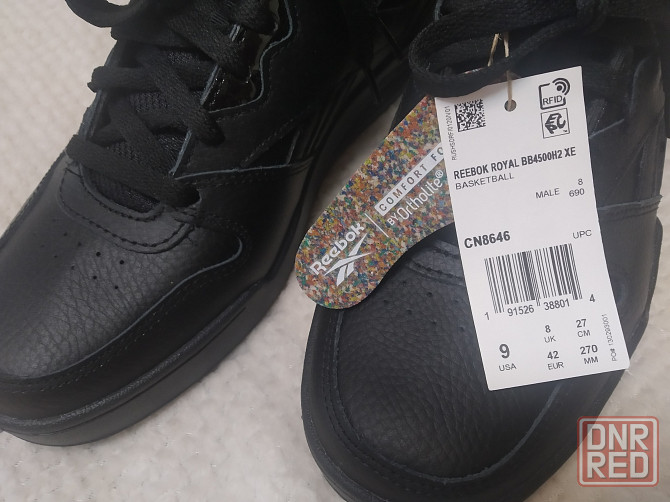 RFID
REEBOK ROYAL BB4500H2 XE
BASKETBALL
MALE 8
690
CN8646
UPC
1 91526 38801 4
9 USA
8 UK
27 CM
42 EUR
270 MM
COMFORT
BY Ortholite®
Reebok
DNR
RED